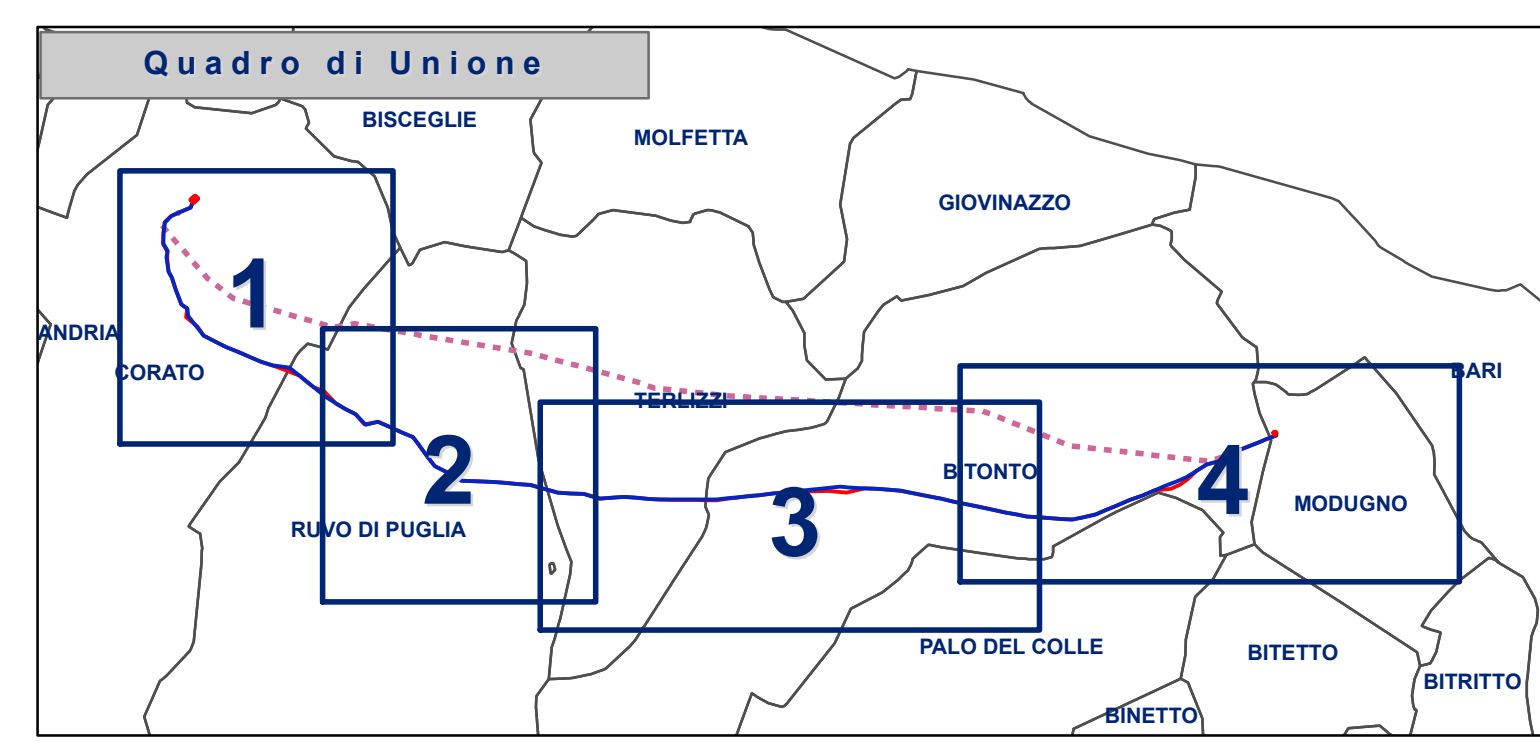 Quadro di Unione
BISCEGLIE
MOLFETTA
GIOVINAZZO
1
ANDRIA
CORATO
BARI
TERLIZZI
2
BITONTO
4
3
MODUGNO
RUVO DI PUGLIA
PALO DEL COLLE
BITETTO
BITRITTO
BINETTO